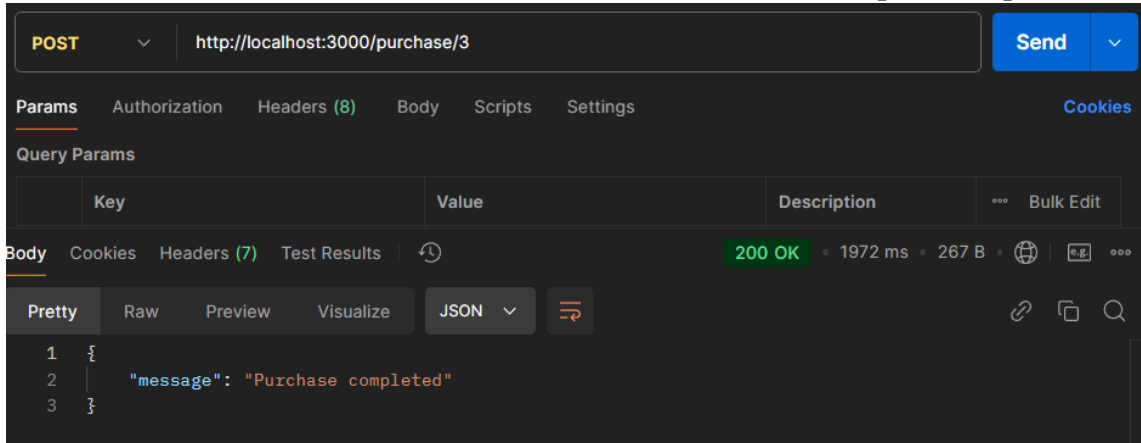 POST http://localhost:3000/purchase/3 Send
Params Authorization Headers (8) Body Scripts Settings Cookies
Query Params
Key Value Description Bulk Edit
Body Cookies Headers (7) Test Results 200 OK • 1972 ms • 267 B • e.g.
Pretty Raw Preview Visualize JSON
1 {
2 "message": "Purchase completed"
3 }